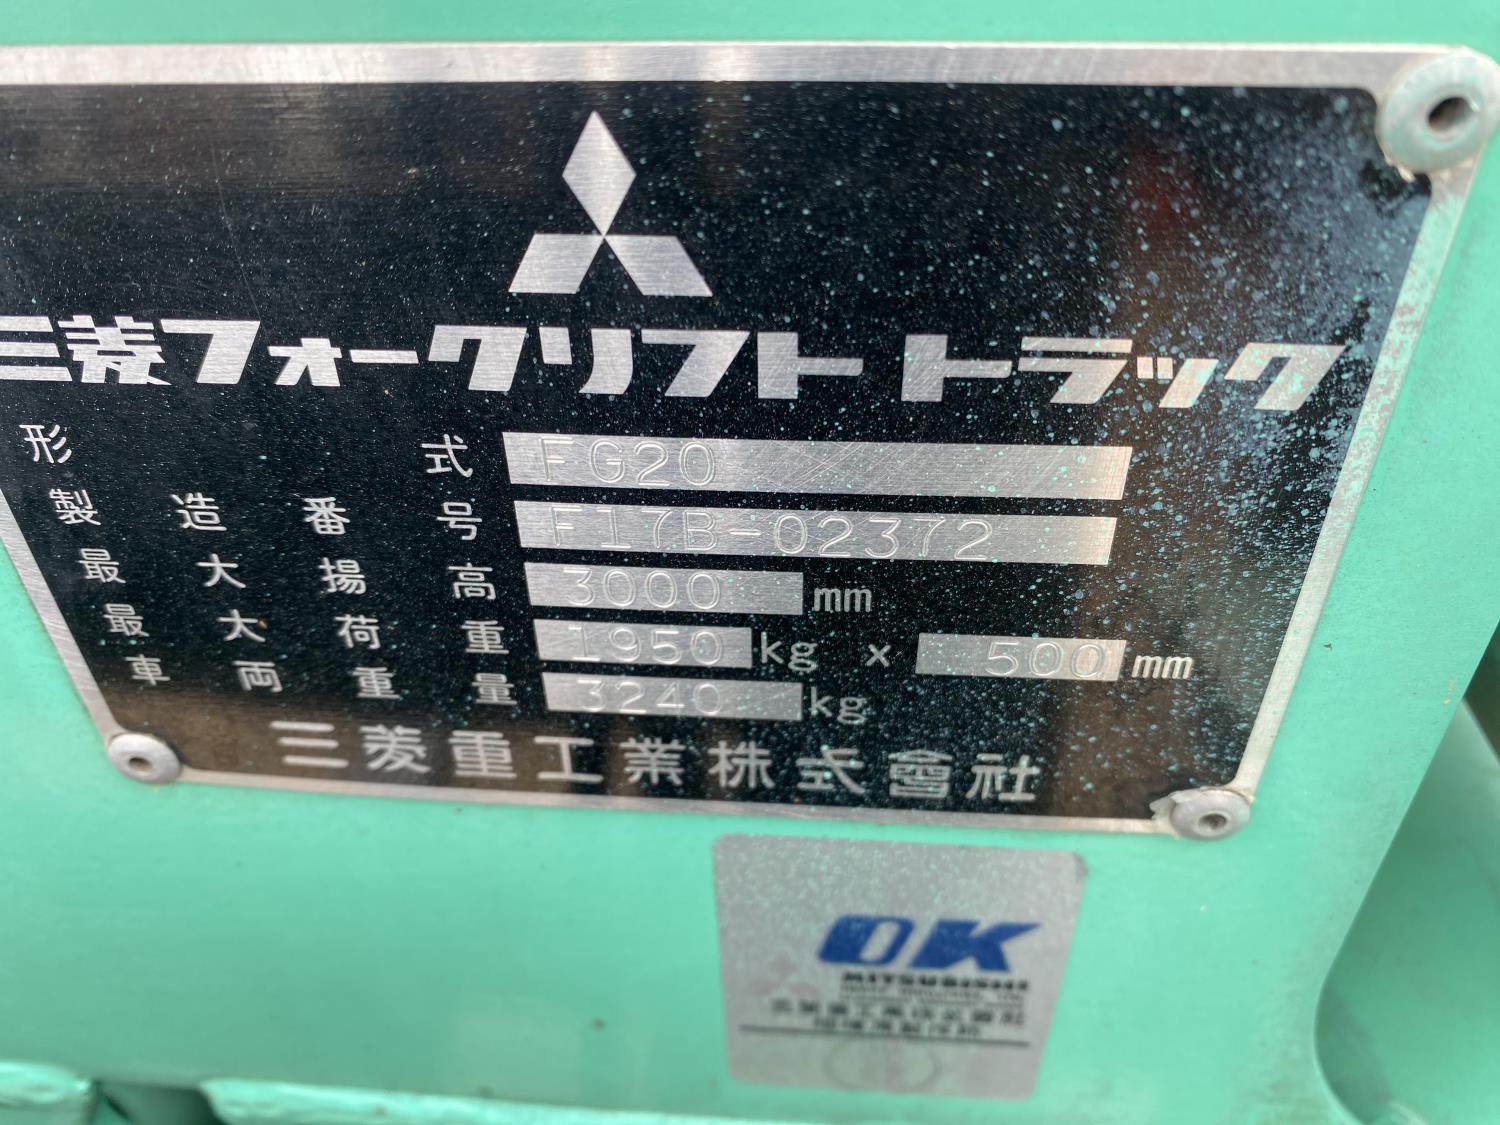 三菱フォークリフト トラック
形式 FG20
製造番号 F17B-02372
最大揚高 3000 mm
最大荷重 1950 kg × 500 mm
車両重量 3240 kg
三菱重工業株式會社
OK
MITSUBISHI